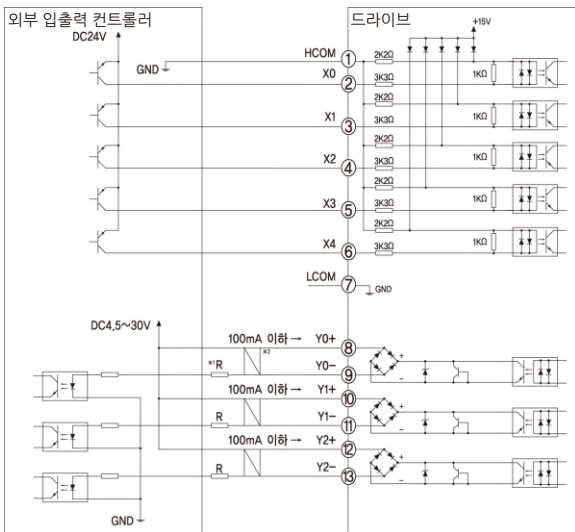 외부 입출력 컨트롤러
드라이브
DC24V
+15V
HCOM
①
2K2Ω
GND
X0
②
3K3Ω
1KΩ
2K2Ω
X1
③
3K3Ω
1KΩ
2K2Ω
X2
④
3K3Ω
1KΩ
2K2Ω
X3
⑤
3K3Ω
1KΩ
2K2Ω
X4
⑥
3K3Ω
1KΩ
LCOM
⑦
GND
DC4.5~30V
100mA 이하→ Y0+
⑧
+
※2
※1R
Y0-
⑨
-
100mA 이하→ Y1+
⑩
+
R
Y1-
⑪
-
100mA 이하→ Y2+
⑫
+
R
Y2-
⑬
-
GND